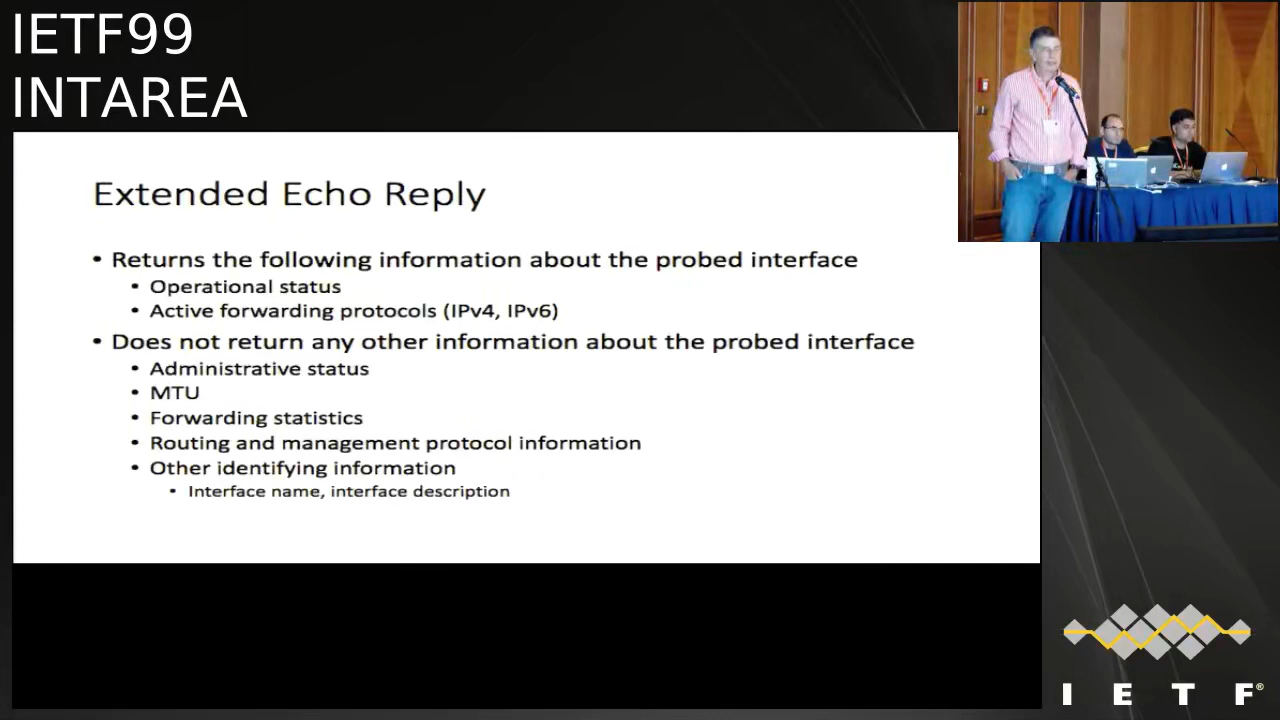 IETF99
INTAREA
Extended Echo Reply
• Returns the following information about the probed interface
• Operational status
• Active forwarding protocols (IPv4, IPv6)
• Does not return any other information about the probed interface
• Administrative status
• MTU
• Forwarding statistics
• Routing and management protocol information
• Other identifying information
• Interface name, interface description
I E T F®